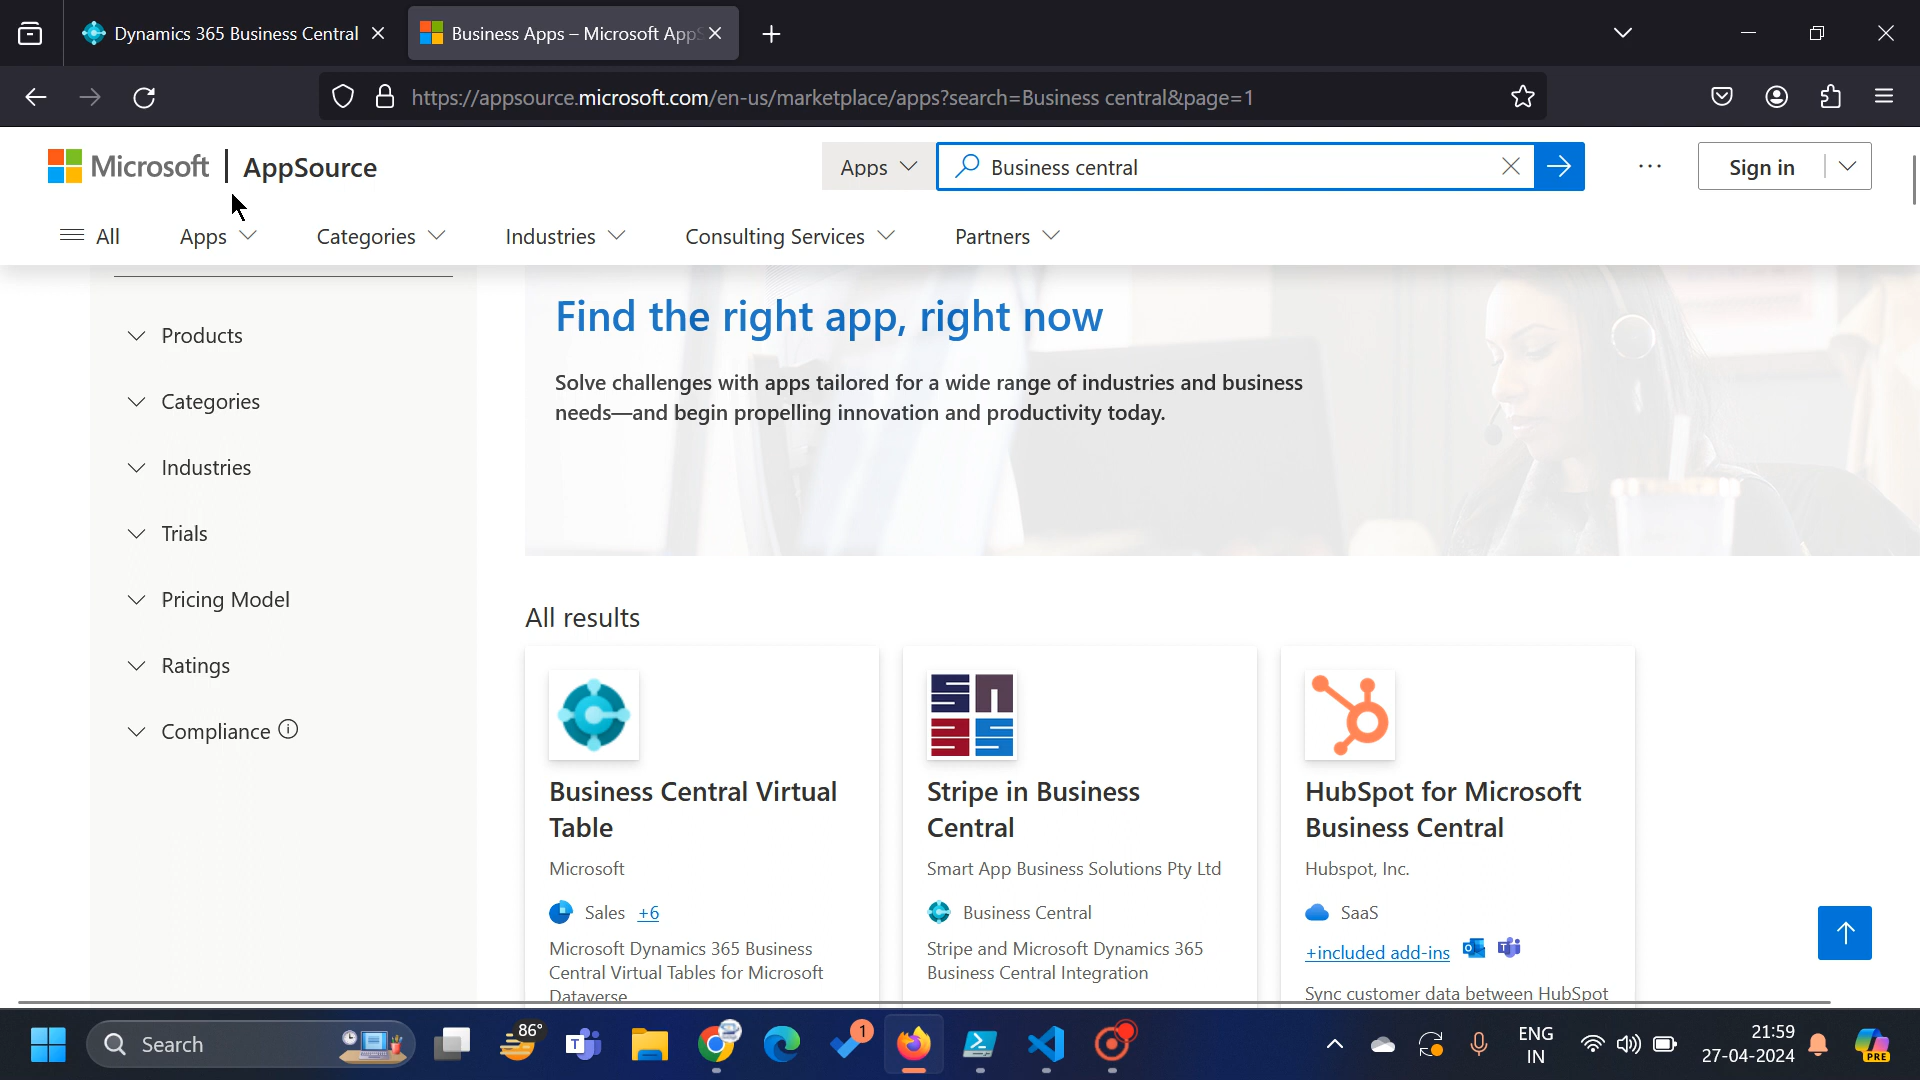 Dynamics 365 Business Central
Business Apps – Microsoft AppS
https://appsource.microsoft.com/en-us/marketplace/apps?search=Business central&page=1
Microsoft | AppSource
Apps
Business central
Sign in
All
Apps
Categories
Industries
Consulting Services
Partners
Products
Categories
Industries
Trials
Pricing Model
Ratings
Compliance
Find the right app, right now
Solve challenges with apps tailored for a wide range of industries and business
needs—and begin propelling innovation and productivity today.
All results
Business Central Virtual
Table
Microsoft
Sales +6
Microsoft Dynamics 365 Business
Central Virtual Tables for Microsoft
Dataverse
Stripe in Business
Central
Smart App Business Solutions Pty Ltd
Business Central
Stripe and Microsoft Dynamics 365
Business Central Integration
HubSpot for Microsoft
Business Central
Hubspot, Inc.
SaaS
+included add-ins
Sync customer data between HubSpot
Search
86°
1
ENG
IN
21:59
27-04-2024
PRE